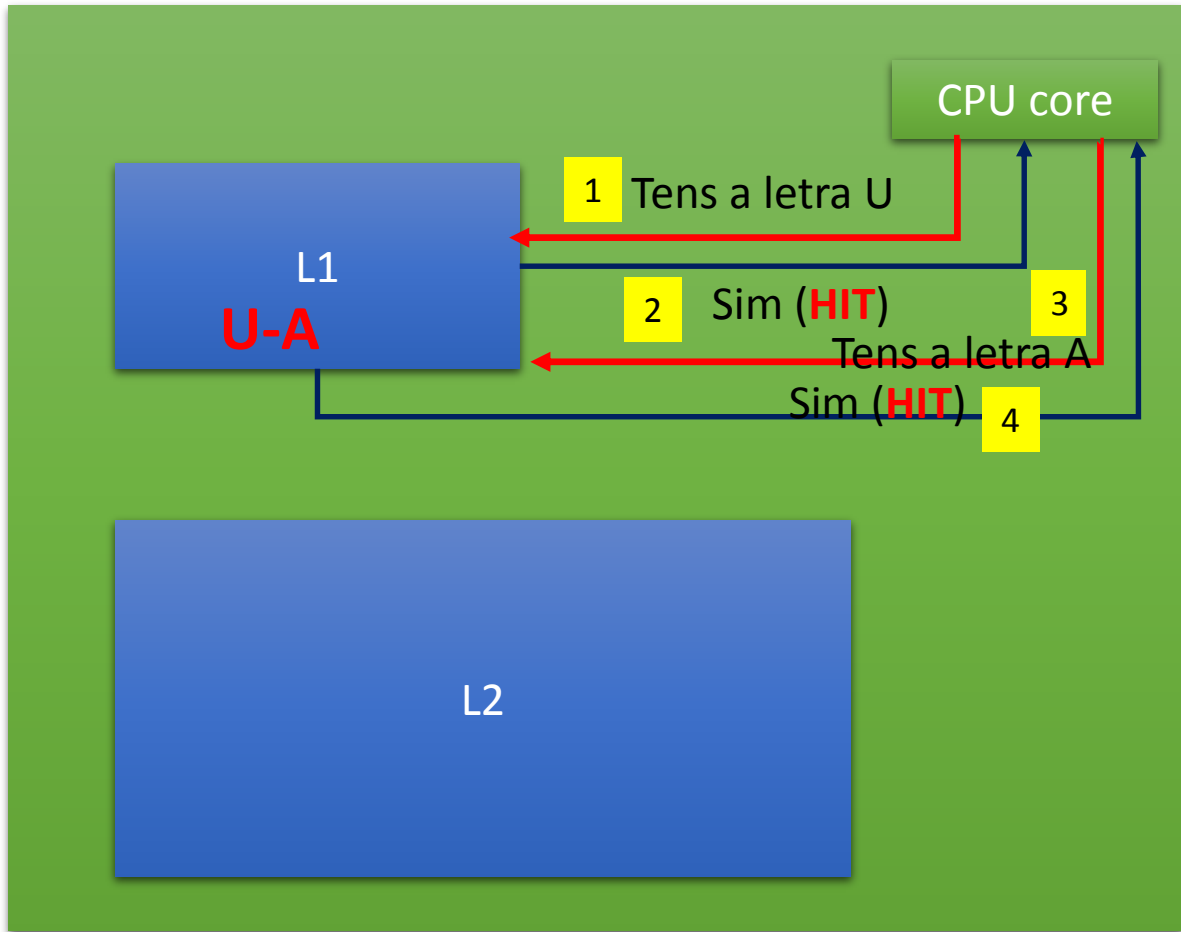 CPU core
1 Tens a letra U
L1
2 Sim (HIT) 3
U-A
Tens a letra A
Sim (HIT) 4
L2